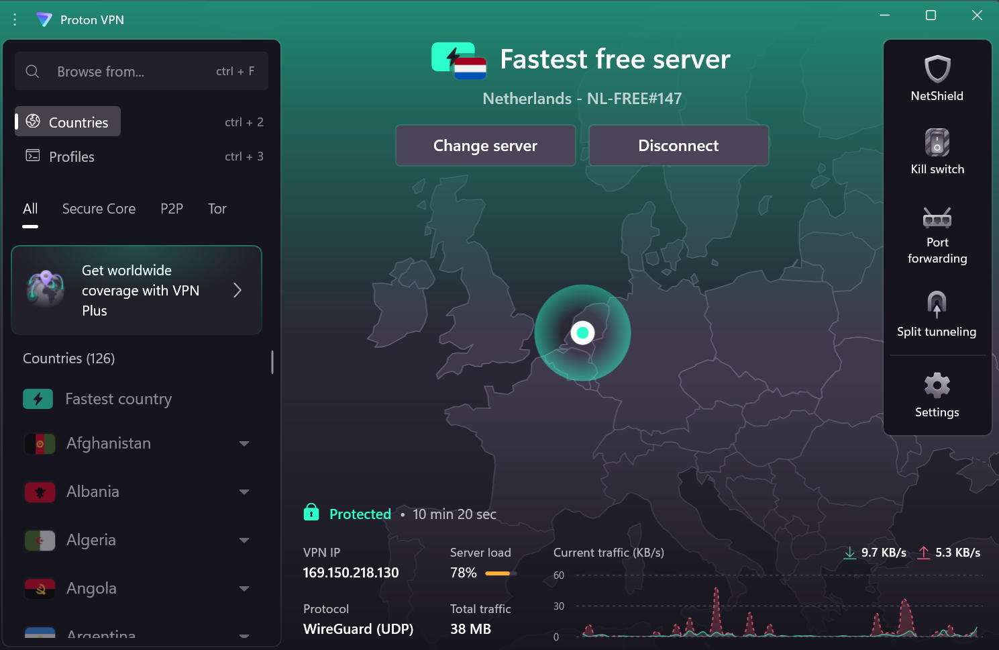 Proton VPN
Browse from... ctrl + F
Countries ctrl + 2
Profiles ctrl + 3
All Secure Core P2P Tor
Get worldwide
coverage with VPN
Plus
Countries (126)
Fastest country
Afghanistan
Albania
Algeria
Angola
Argentina
Fastest free server
Netherlands - NL-FREE#147
Change server Disconnect
Protected • 10 min 20 sec
VPN IP
169.150.218.130
Server load
78%
Protocol
WireGuard (UDP)
Total traffic
38 MB
Current traffic (KB/s) 9.7 KB/s 5.3 KB/s
60
30
0
NetShield
Kill switch
Port
forwarding
Split tunneling
Settings